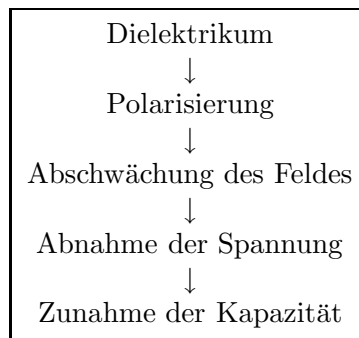 Dielektrikum
↓
Polarisierung
↓
Abschwächung des Feldes
↓
Abnahme der Spannung
↓
Zunahme der Kapazität